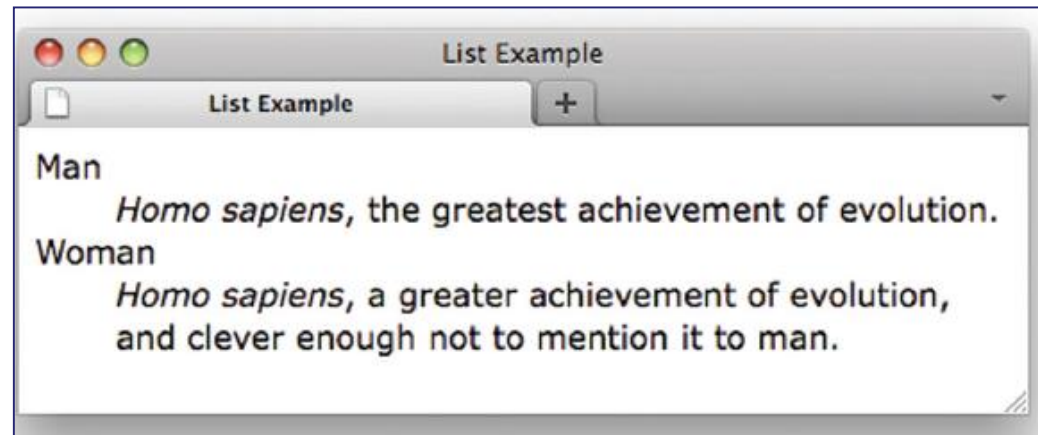 List Example
List Example
+
Man
Homo sapiens, the greatest achievement of evolution.
Woman
Homo sapiens, a greater achievement of evolution,
and clever enough not to mention it to man.